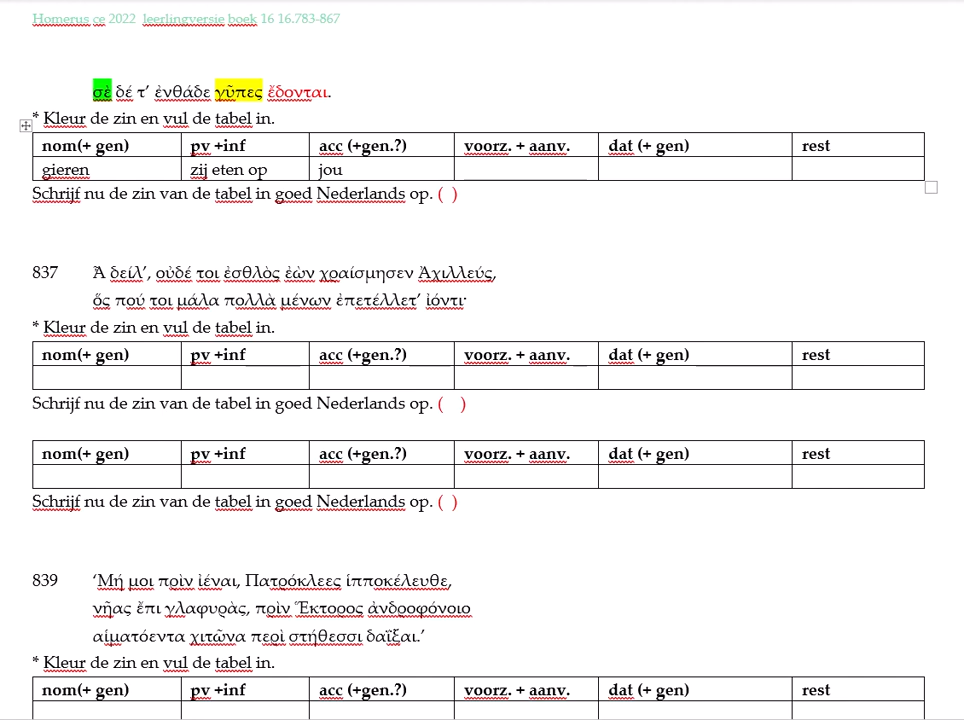 Homerus ce 2022  leerlingversie boek 16 16.783-867
σὲ δέ τ’ ἐνθάδε γῦπες ἔδονται.
* Kleur de zin en vul de tabel in.
nom(+ gen) pv +inf acc (+gen.?) voorz. + aanv. dat (+ gen) rest
gieren zij eten op jou
Schrijf nu de zin van de tabel in goed Nederlands op. (  )
837 Ἆ δείλ’, οὐδέ τοι ἐσθλὸς ἐὼν χραίσμησεν Ἀχιλλεύς,
ὅς πού τοι μάλα πολλὰ μένων ἐπετέλλετ’ ἰόντι·
* Kleur de zin en vul de tabel in.
nom(+ gen) pv +inf acc (+gen.?) voorz. + aanv. dat (+ gen) rest
Schrijf nu de zin van de tabel in goed Nederlands op. (   )
nom(+ gen) pv +inf acc (+gen.?) voorz. + aanv. dat (+ gen) rest
Schrijf nu de zin van de tabel in goed Nederlands op. (  )
839 ‘Μή μοι πρὶν ἰέναι, Πατρόκλεες ἱπποκέλευθε,
νῆας ἔπι γλαφυρὰς, πρὶν Ἕκτορος ἀνδροφόνοιο
αἱματόεντα χιτῶνα περὶ στήθεσσι δαΐξαι.’
* Kleur de zin en vul de tabel in.
nom(+ gen) pv +inf acc (+gen.?) voorz. + aanv. dat (+ gen) rest